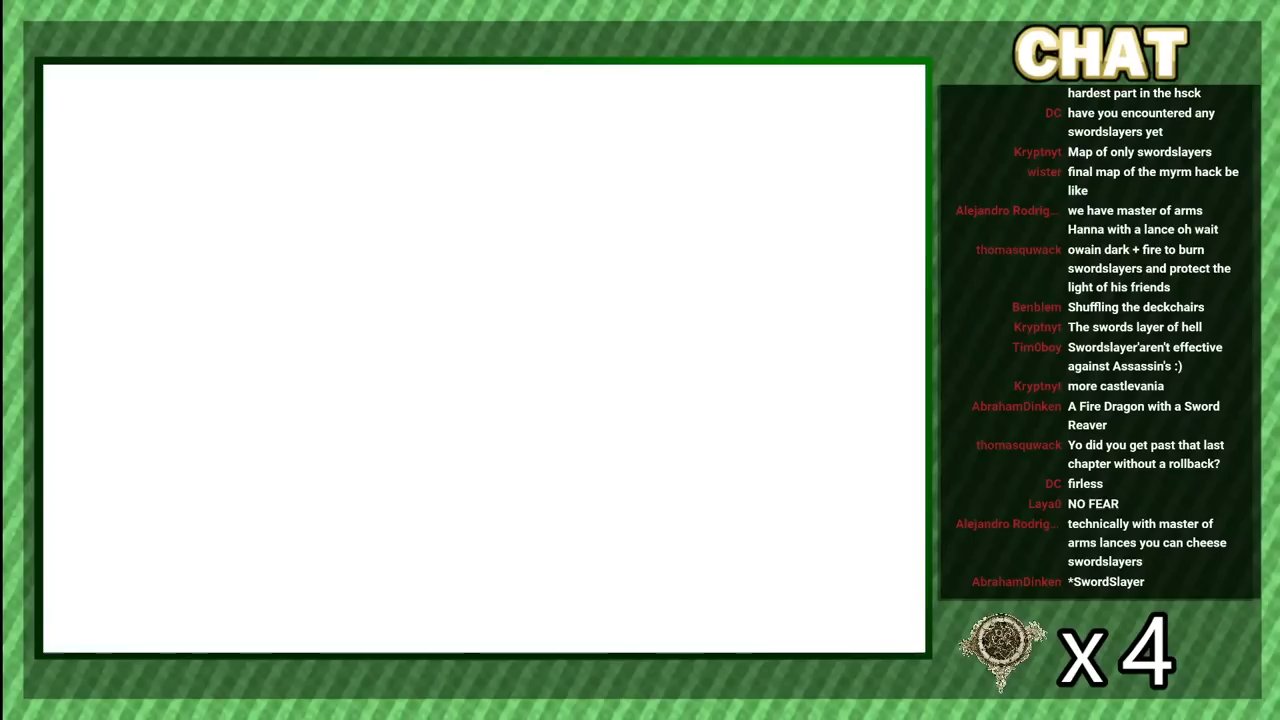 CHAT
hardest part in the hsck
DC have you encountered any
swordslayers yet
Kryptnyt Map of only swordslayers
wister final map of the myrm hack be
like
Alejandro Rodrig... we have master of arms
Hanna with a lance oh wait
thomasquwack owain dark + fire to burn
swordslayers and protect the
light of his friends
Benblem Shuffling the deckchairs
Kryptnyt The swords layer of hell
Tim0boy Swordslayer'aren't effective
against Assassin's :)
Kryptnyt more castlevania
AbrahamDinken A Fire Dragon with a Sword
Reaver
thomasquwack Yo did you get past that last
chapter without a rollback?
DC firless
Laya0 NO FEAR
Alejandro Rodrig... technically with master of
arms lances you can cheese
swordslayers
AbrahamDinken *SwordSlayer
x 4